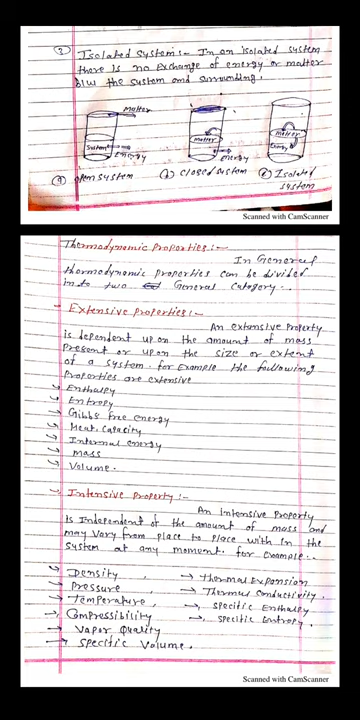 ③ Isolated System:- In an isolated system
there is no exchange of energy or matter
b/w the system and surrounding.
matter
System
energy
matter
energy
matter
Energy
(a) open system (b) closed system (c) Isolated
system
Scanned with CamScanner
Thermodynamic Properties:-
In General
thermodynamic properties can be divided
in to two General Category..
- Extensive Properties:-
An extensive Property
is dependent up on the amount of mass
Present or upon the size or extent
of a system. for Example the following
Properties are extensive
→ Enthalpy
→ Entropy
→ Gibbs free energy
→ Heat Capacity
→ Internal energy
→ mass
→ Volume.
- Intensive Property :-
An Intensive Property
is Independent of the amount of mass and
may vary from place to place with in the
system at any moment. for Example..
→ Density , → Thermal Expansion
→ Pressure → Thermal Conductivity.
→ Temperature, → specific Enthalpy
→ Compressibility → specific Entropy.
→ Vapor Quality
→ Specific Volume.
Scanned with CamScanner